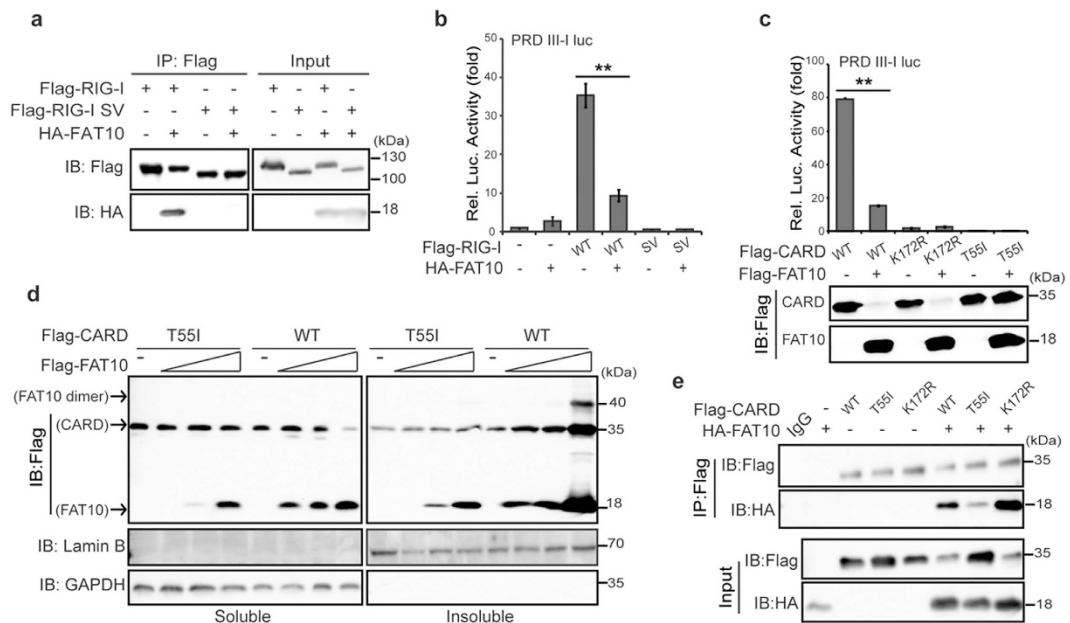 a
IP: Flag Input
Flag-RIG-I + + - - + - + -
Flag-RIG-I SV - - + + - + - +
HA-FAT10 - + - + - - + +
(kDa)
IB: Flag
130
100
IB: HA
18
b
PRD III-I luc
**
Rel. Luc. Activity (fold)
50
40
30
20
10
0
Flag-RIG-I - - WT WT SV SV
HA-FAT10 - + - + - +
c
PRD III-I luc
**
Rel. Luc. Activity (fold)
100
80
60
40
20
0
Flag-CARD WT WT K172R K172R T55I T55I
Flag-FAT10 - + - + - + (kDa)
IB:Flag
CARD 35
FAT10 18
d
Flag-CARD T55I WT T55I WT
Flag-FAT10 - - - -
(kDa)
(FAT10 dimer) 40
IB:Flag
(CARD) 35
(FAT10) 18
IB: Lamin B 70
IB: GAPDH 35
Soluble Insoluble
e
Flag-CARD - WT T55I K172R WT T55I K172R
HA-FAT10 IgG + - - - + + +
(kDa)
IP:Flag
IB:Flag 35
IB:HA 18
Input
IB:Flag 35
IB:HA 18